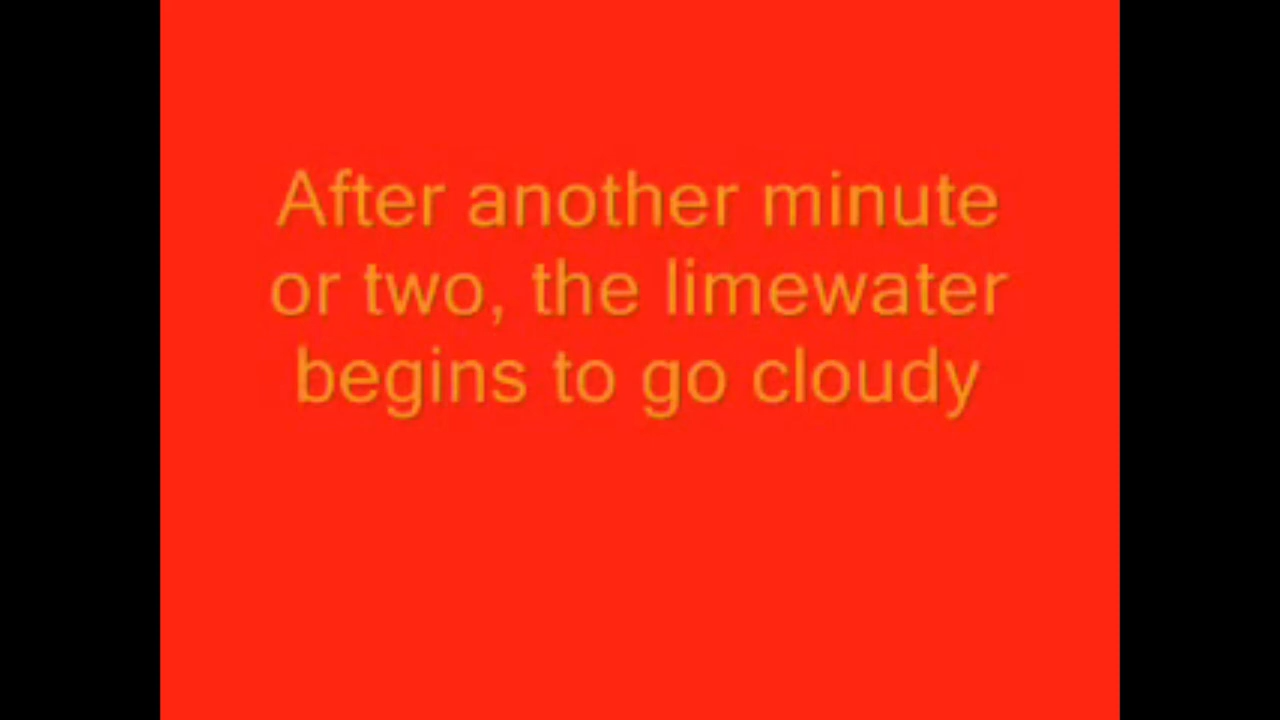 After another minute
or two, the limewater
begins to go cloudy